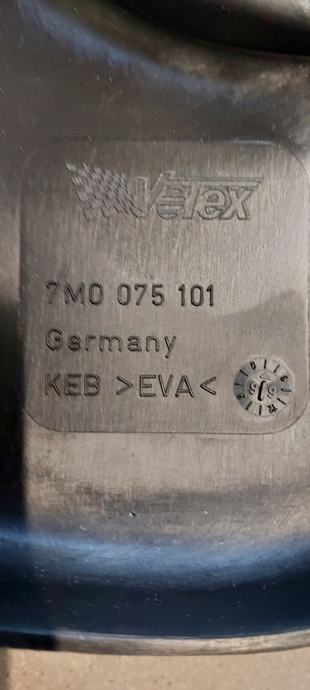 Vetex
7M0 075 101
Germany
KEB >EVA<